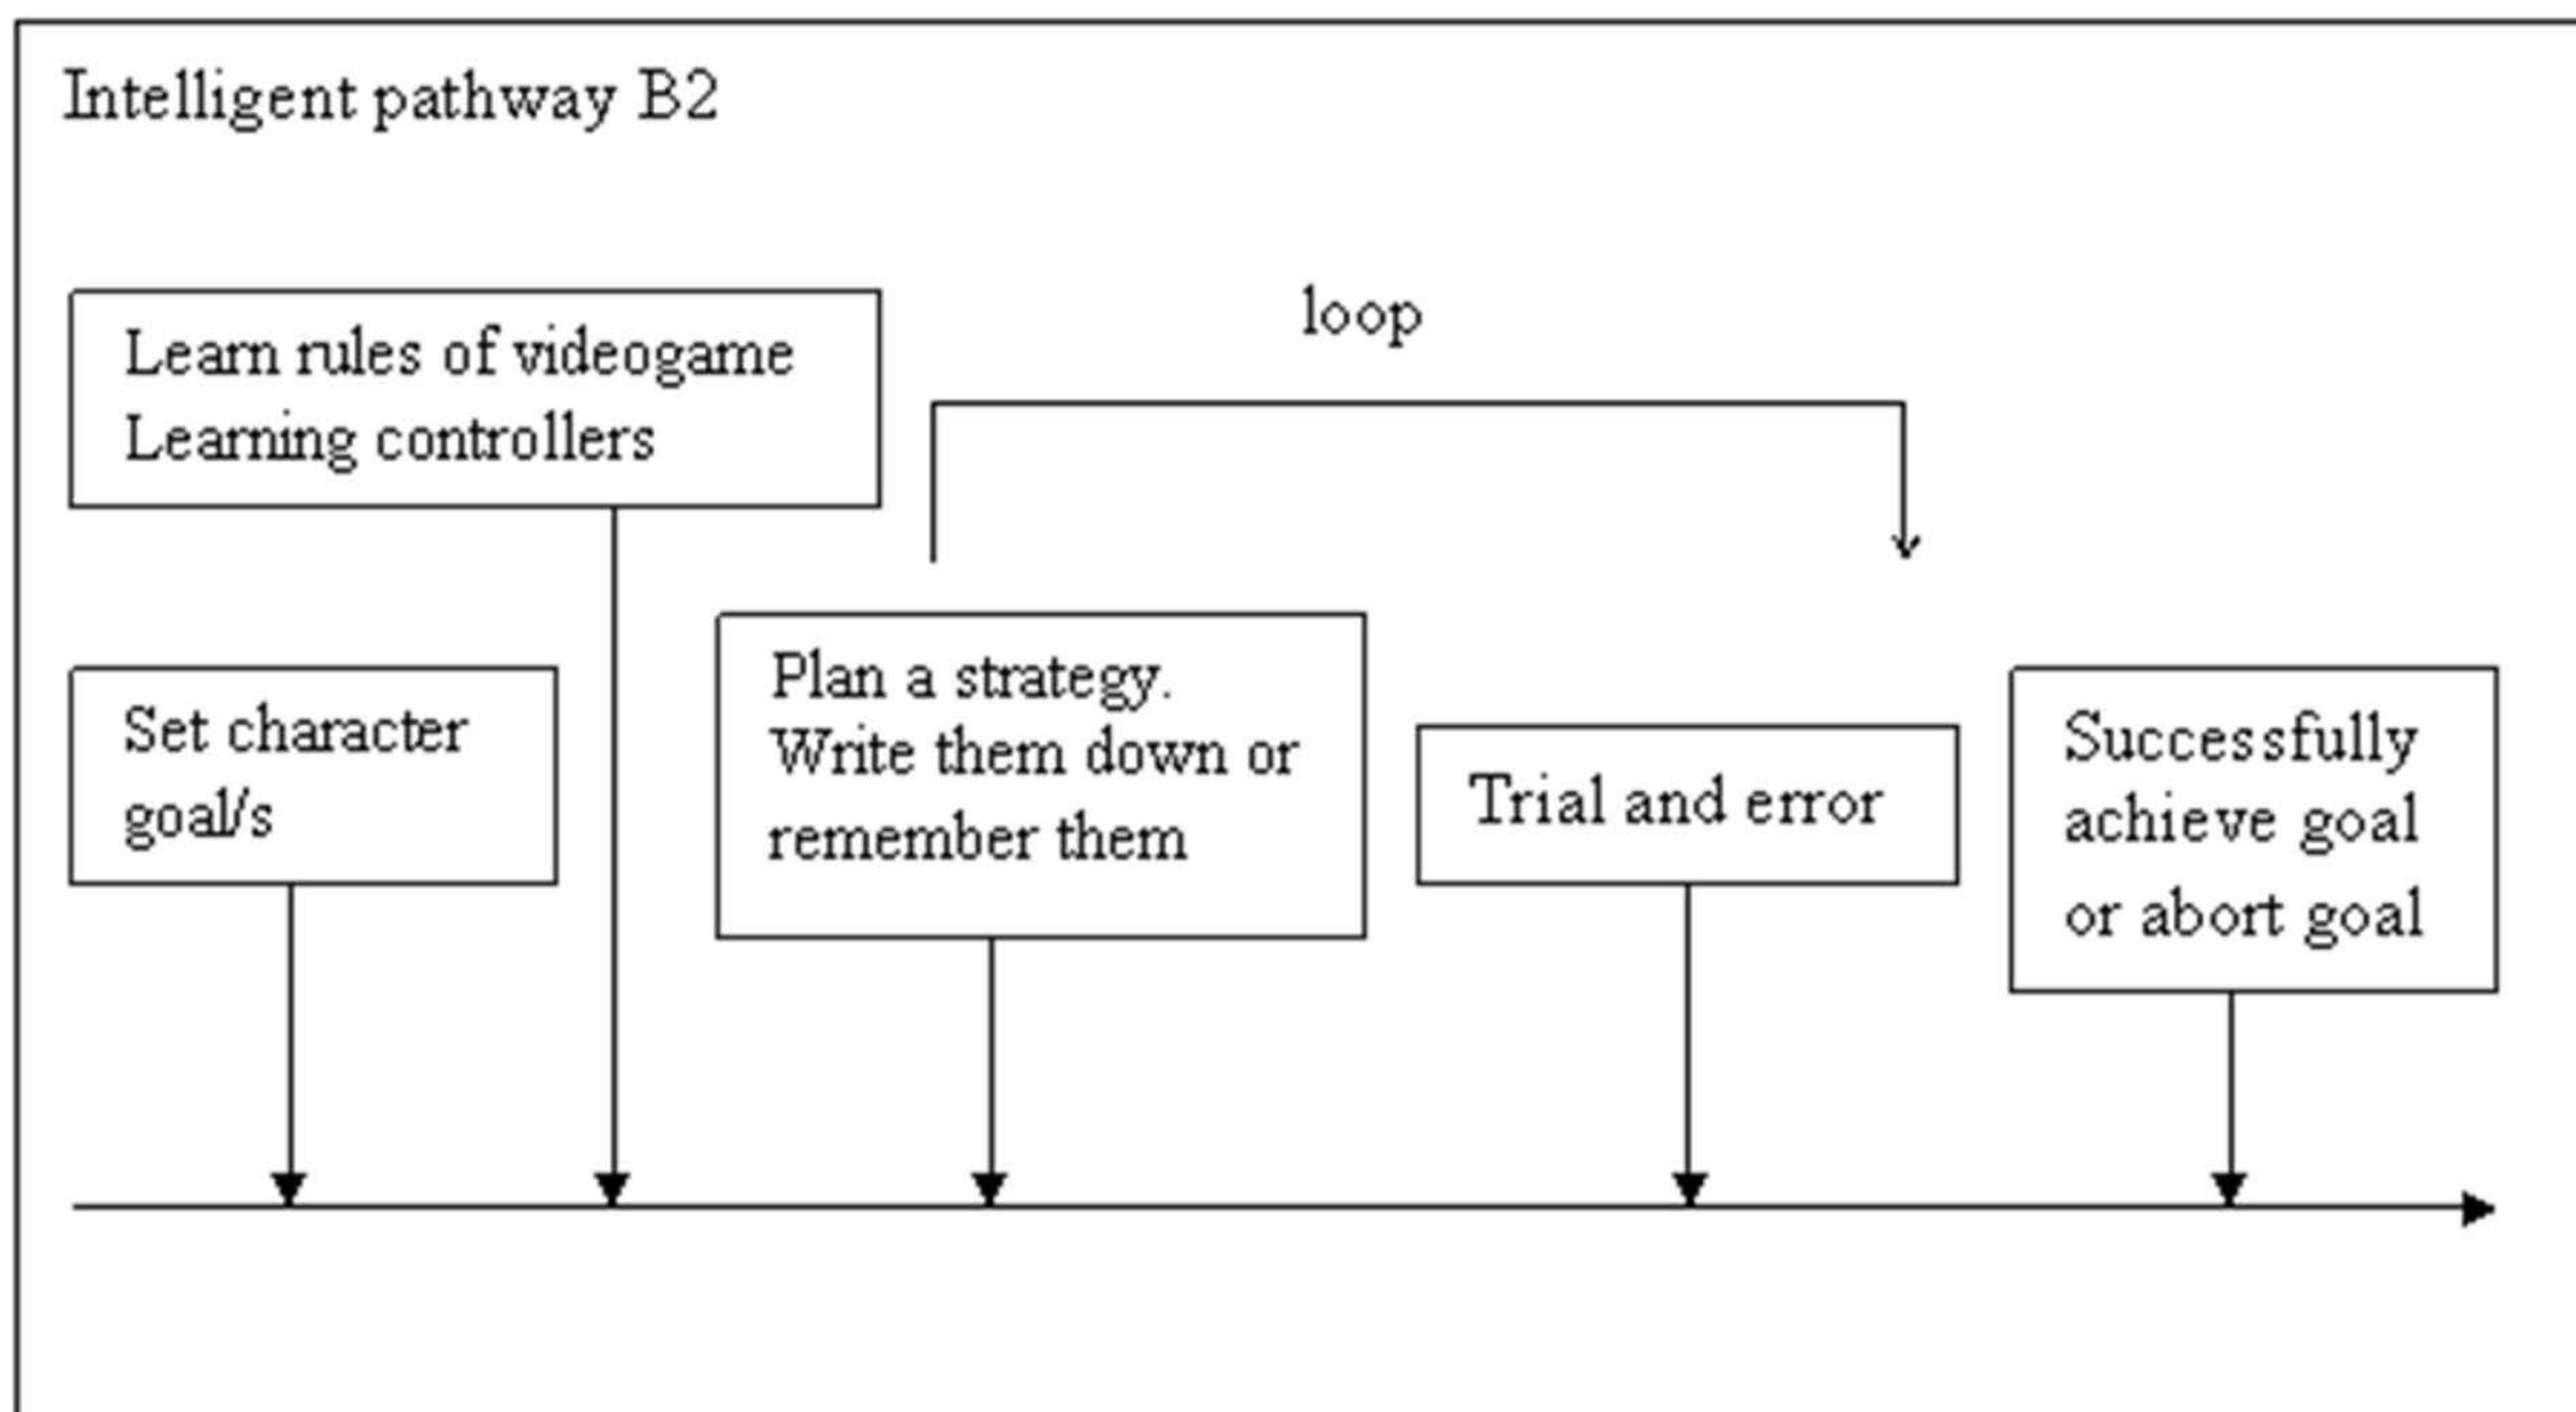 Intelligent pathway B2
loop
Learn rules of videogame
Learning controllers
Set character
goal/s
Plan a strategy.
Write them down or
remember them
Trial and error
Successfully
achieve goal
or abort goal